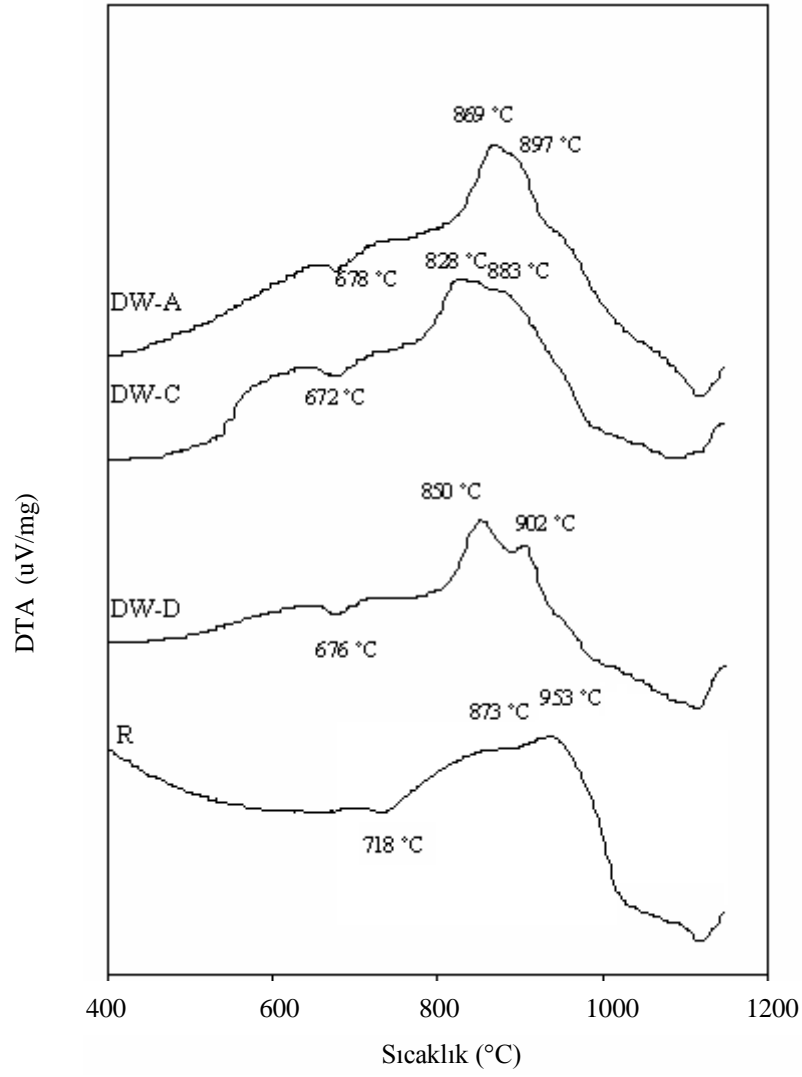 869 °C
897 °C
678 °C
828 °C
883 °C
DW-A
DW-C
672 °C
850 °C
902 °C
DW-D
676 °C
953 °C
873 °C
R
718 °C
DTA (uV/mg)
400 600 800 1000 1200
Sıcaklık (°C)